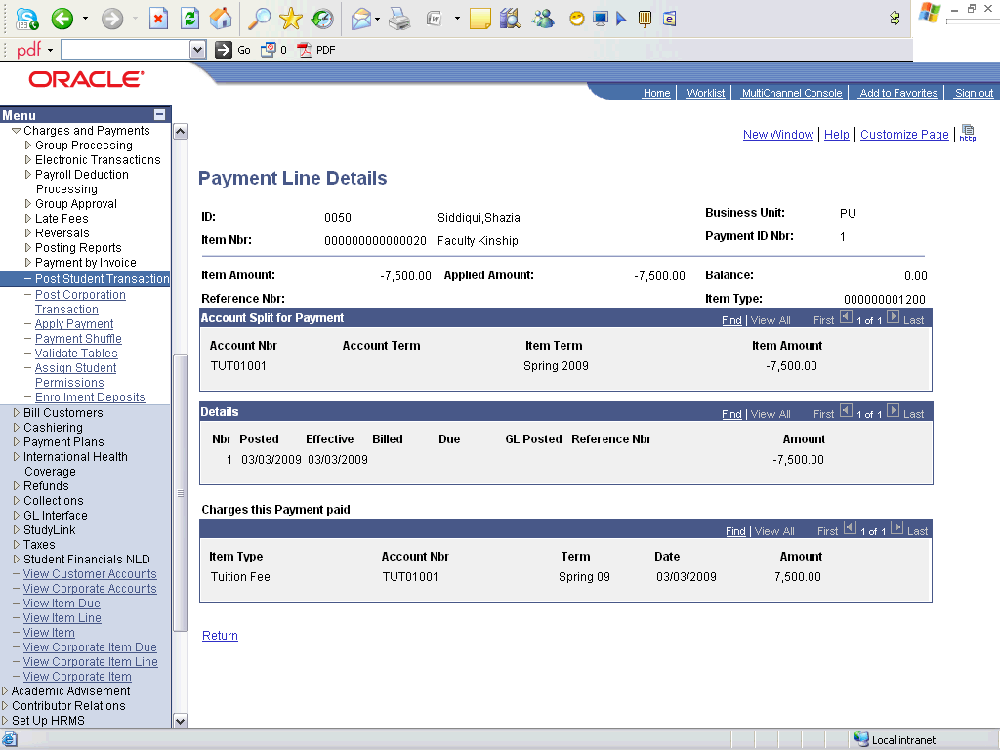 pdf Go 0 PDF
ORACLE
Home Worklist MultiChannel Console Add to Favorites Sign out
Menu
Charges and Payments
Group Processing
Electronic Transactions
Payroll Deduction
Processing
Group Approval
Late Fees
Reversals
Posting Reports
Payment by Invoice
– Post Student Transaction
– Post Corporation
Transaction
– Apply Payment
– Payment Shuffle
– Validate Tables
– Assign Student
Permissions
– Enrollment Deposits
Bill Customers
Cashiering
Payment Plans
International Health
Coverage
Refunds
Collections
GL Interface
StudyLink
Taxes
Student Financials NLD
– View Customer Accounts
– View Corporate Accounts
– View Item Due
– View Item Line
– View Item
– View Corporate Item Due
– View Corporate Item Line
– View Corporate Item
Academic Advisement
Contributor Relations
Set Up HRMS
New Window | Help | Customize Page | http
Payment Line Details
ID: 0050 Siddiqui,Shazia Business Unit: PU
Item Nbr: 000000000000020 Faculty Kinship Payment ID Nbr: 1
Item Amount: -7,500.00 Applied Amount: -7,500.00 Balance: 0.00
Reference Nbr: Item Type: 000000001200
Account Split for Payment Find | View All First 1 of 1 Last
Account Nbr Account Term Item Term Item Amount
TUT01001 Spring 2009 -7,500.00
Details Find | View All First 1 of 1 Last
Nbr Posted Effective Billed Due GL Posted Reference Nbr Amount
1 03/03/2009 03/03/2009 -7,500.00
Charges this Payment paid
Find | View All First 1 of 1 Last
Item Type Account Nbr Term Date Amount
Tuition Fee TUT01001 Spring 09 03/03/2009 7,500.00
Return
Local intranet